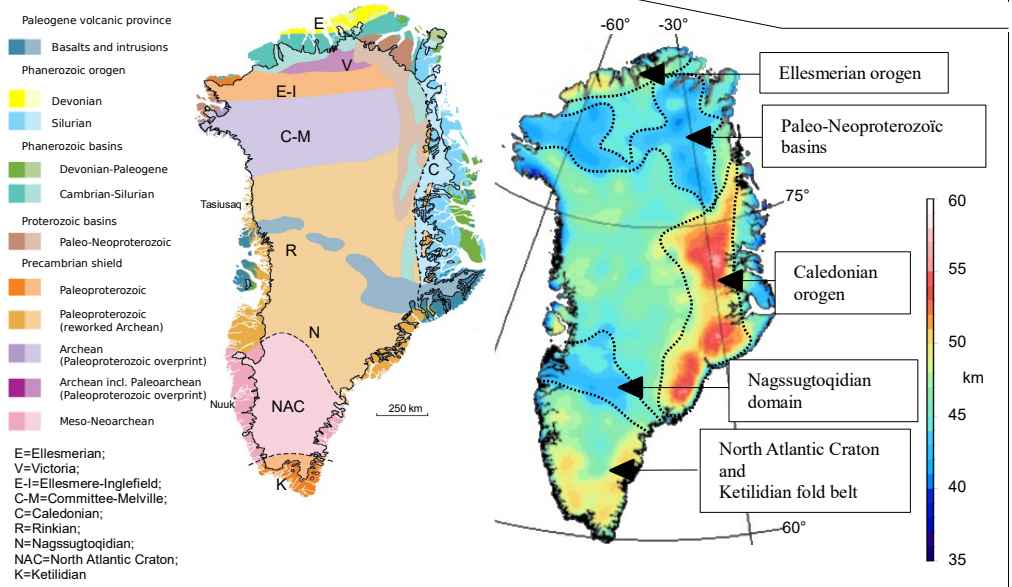 Paleogene volcanic province
Basalts and intrusions
Phanerozoic orogen
Devonian
Silurian
Phanerozoic basins
Devonian-Paleogene
Cambrian-Silurian
Proterozoic basins
Paleo-Neoproterozoic
Precambrian shield
Paleoproterozoic
Paleoproterozoic
(reworked Archean)
Archean
(Paleoproterozoic overprint)
Archean incl. Paleoarchean
(Paleoproterozoic overprint)
Meso-Neoarchean
E=Ellesmerian;
V=Victoria;
E-I=Ellesmere-Inglefield;
C-M=Committee-Melville;
C=Caledonian;
R=Rinkian;
N=Nagssugtoqidian;
NAC=North Atlantic Craton;
K=Ketilidian
E
V
E-I
C-M
C
Tasiusaq
R
N
Nuuk
NAC
250 km
K
-60°
-30°
75°
60°
Ellesmerian orogen
Paleo-Neoproterozoïc
basins
Caledonian
orogen
Nagssugtoqidian
domain
North Atlantic Craton
and
Ketilidian fold belt
60
55
50
km
45
40
35